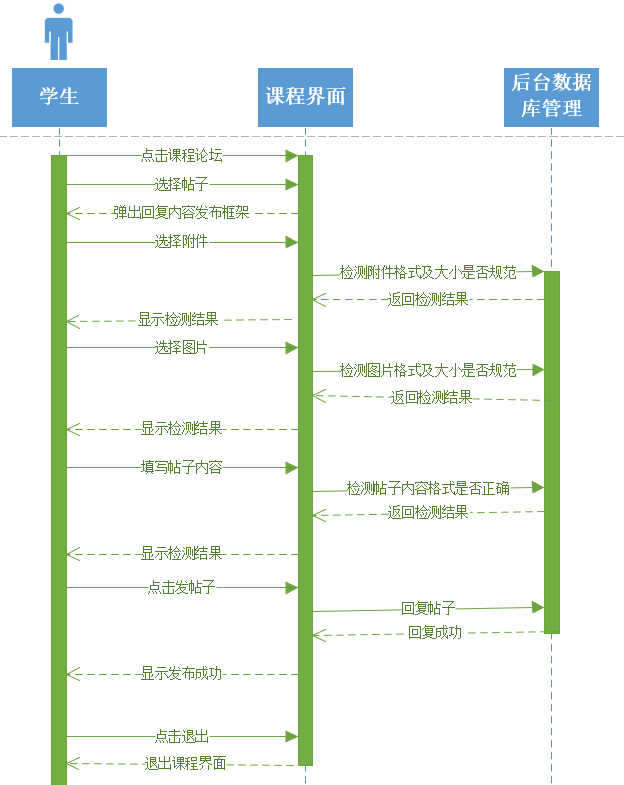 学生
课程界面
后台数据
库管理
点击课程论坛
选择帖子
弹出回复内容发布框架
选择附件
检测附件格式及大小是否规范
返回检测结果
显示检测结果
选择图片
检测图片格式及大小是否规范
返回检测结果
显示检测结果
填写帖子内容
检测帖子内容格式是否正确
返回检测结果
显示检测结果
点击发帖子
回复帖子
回复成功
显示发布成功
点击退出
退出课程界面